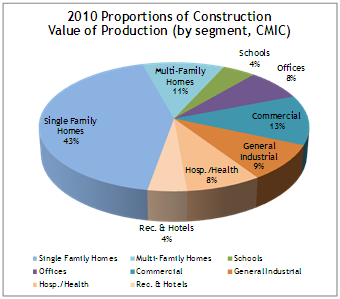 2010 Proportions of Construction
Value of Production (by segment, CMIC)
Schools
4%
Multi-Family
Homes
11%
Offices
8%
Commercial
13%
Single Family
Homes
43%
General
Industrial
9%
Hosp./Health
8%
Rec. & Hotels
4%
Single Family Homes
Multi-Family Homes
Schools
Offices
Commercial
General Industrial
Hosp./Health
Rec. & Hotels